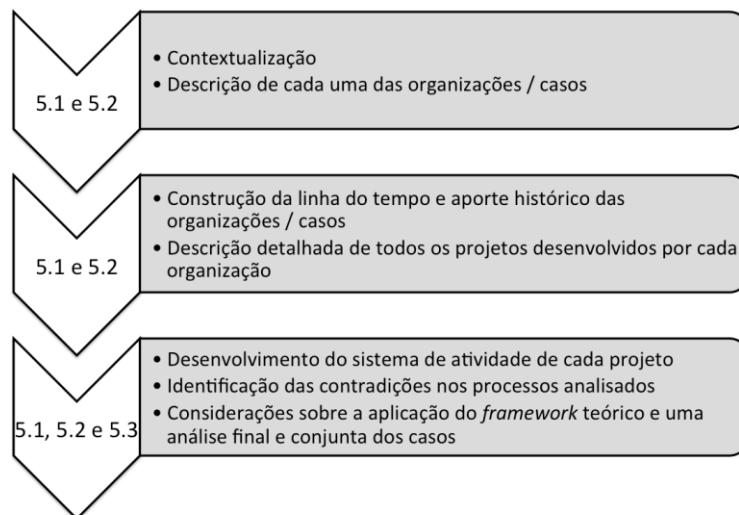 5.1 e 5.2
• Contextualização
• Descrição de cada uma das organizações / casos
5.1 e 5.2
• Construção da linha do tempo e aporte histórico das
organizações / casos
• Descrição detalhada de todos os projetos desenvolvidos por cada
organização
5.1, 5.2 e 5.3
• Desenvolvimento do sistema de atividade de cada projeto
• Identificação das contradições nos processos analisados
• Considerações sobre a aplicação do framework teórico e uma
análise final e conjunta dos casos